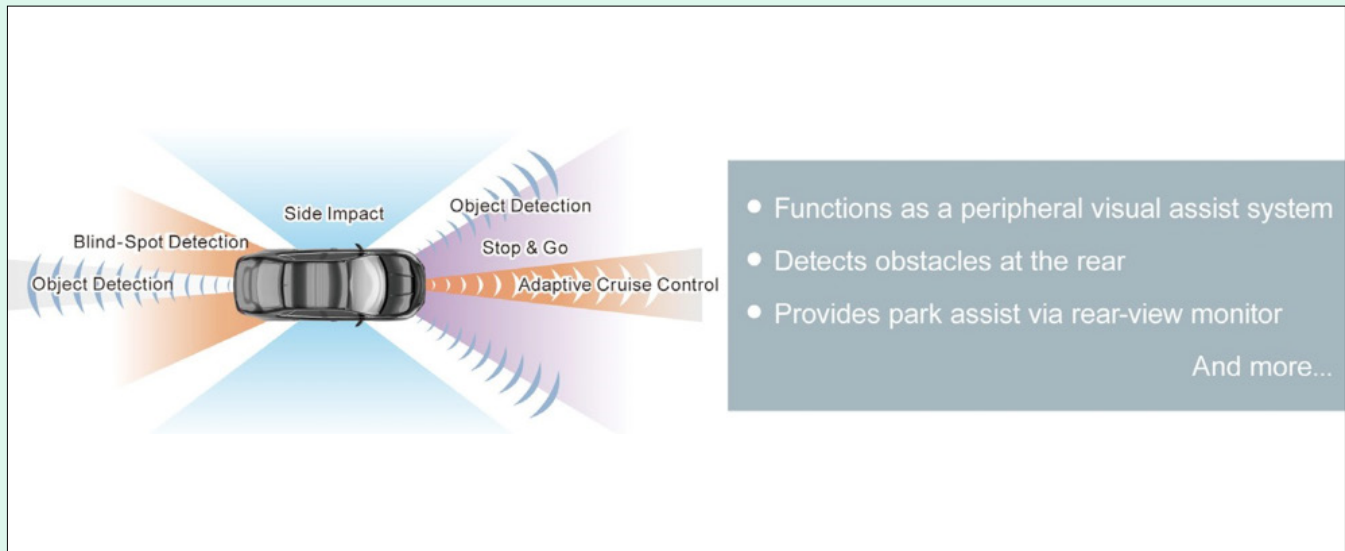 Side Impact
Object Detection
Blind-Spot Detection
Stop & Go
Object Detection
Adaptive Cruise Control
● Functions as a peripheral visual assist system
● Detects obstacles at the rear
● Provides park assist via rear-view monitor
And more...